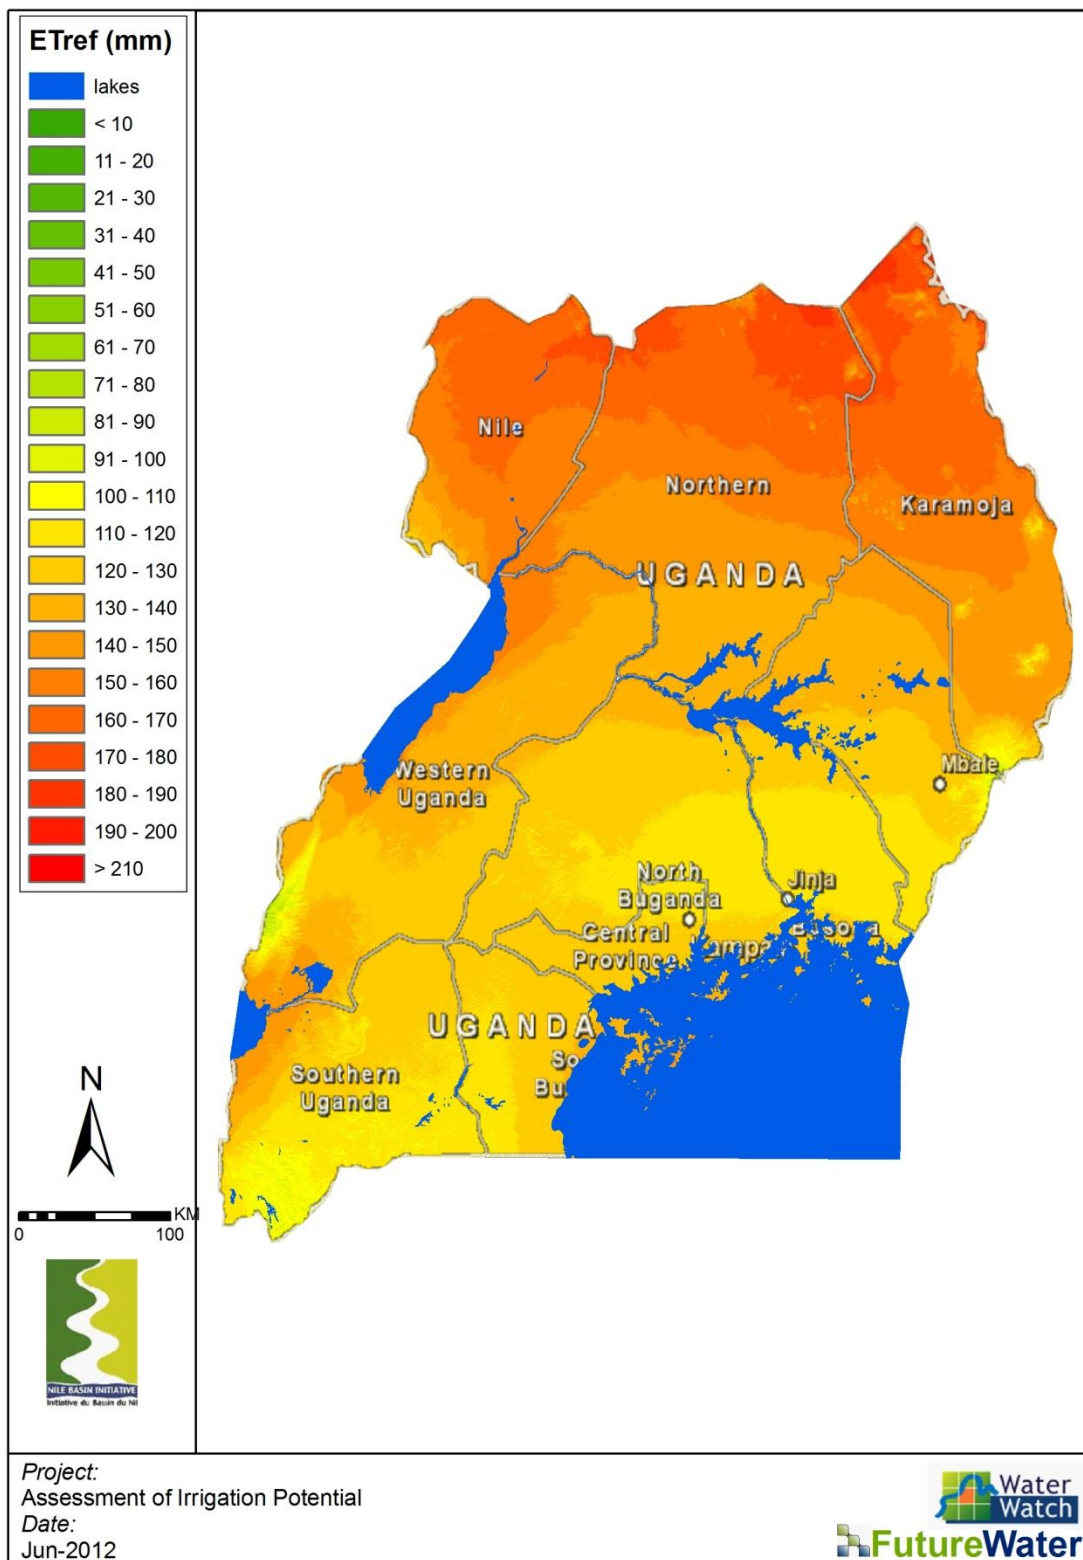 ETref (mm)
lakes
< 10
11 - 20
21 - 30
31 - 40
41 - 50
51 - 60
61 - 70
71 - 80
81 - 90
91 - 100
100 - 110
110 - 120
120 - 130
130 - 140
140 - 150
150 - 160
160 - 170
170 - 180
180 - 190
190 - 200
> 210
Nile
Northern
Karamoja
UGANDA
Western
Uganda
Mbale
North
Buganda
Jinja
Central
Province
UGANDA
So
Bu
Southern
Uganda
N
KM
0 100
NILE BASIN INITIATIVE
Initiative du Bassin du Nil
Project:
Assessment of Irrigation Potential
Date:
Jun-2012
Water
Watch
FutureWater